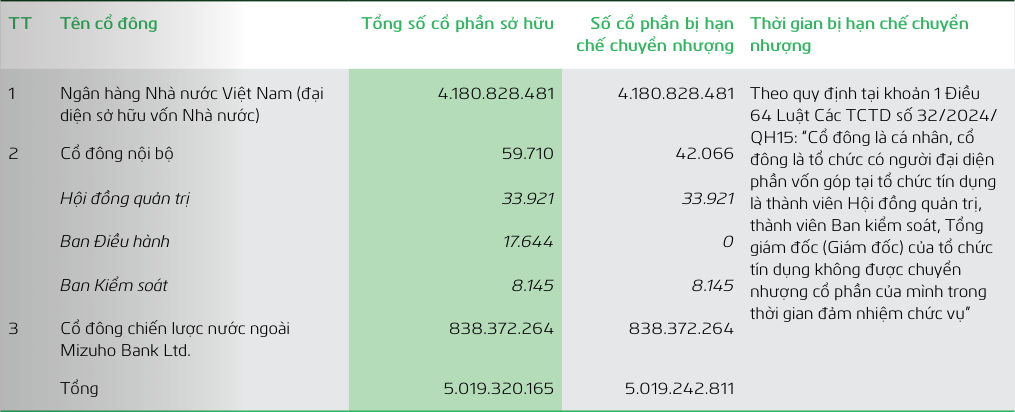 TT Tên cổ đông Tổng số cổ phần sở hữu Số cổ phần bị hạn chế chuyển nhượng Thời gian bị hạn chế chuyển nhượng
1 Ngân hàng Nhà nước Việt Nam (đại diện sở hữu vốn Nhà nước) 4.180.828.481 4.180.828.481
2 Cổ đông nội bộ 59.710 42.066
Hội đồng quản trị 33.921 33.921
Ban Điều hành 17.644 0
Ban Kiểm soát 8.145 8.145
3 Cổ đông chiến lược nước ngoài Mizuho Bank Ltd. 838.372.264 838.372.264
Tổng 5.019.320.165 5.019.242.811
Theo quy định tại khoản 1 Điều
64 Luật Các TCTD số 32/2024/
QH15: “Cổ đông là cá nhân, cổ
đông là tổ chức có người đại diện
phần vốn góp tại tổ chức tín dụng
là thành viên Hội đồng quản trị,
thành viên Ban kiểm soát, Tổng
giám đốc (Giám đốc) của tổ chức
tín dụng không được chuyển
nhượng cổ phần của mình trong
thời gian đảm nhiệm chức vụ”